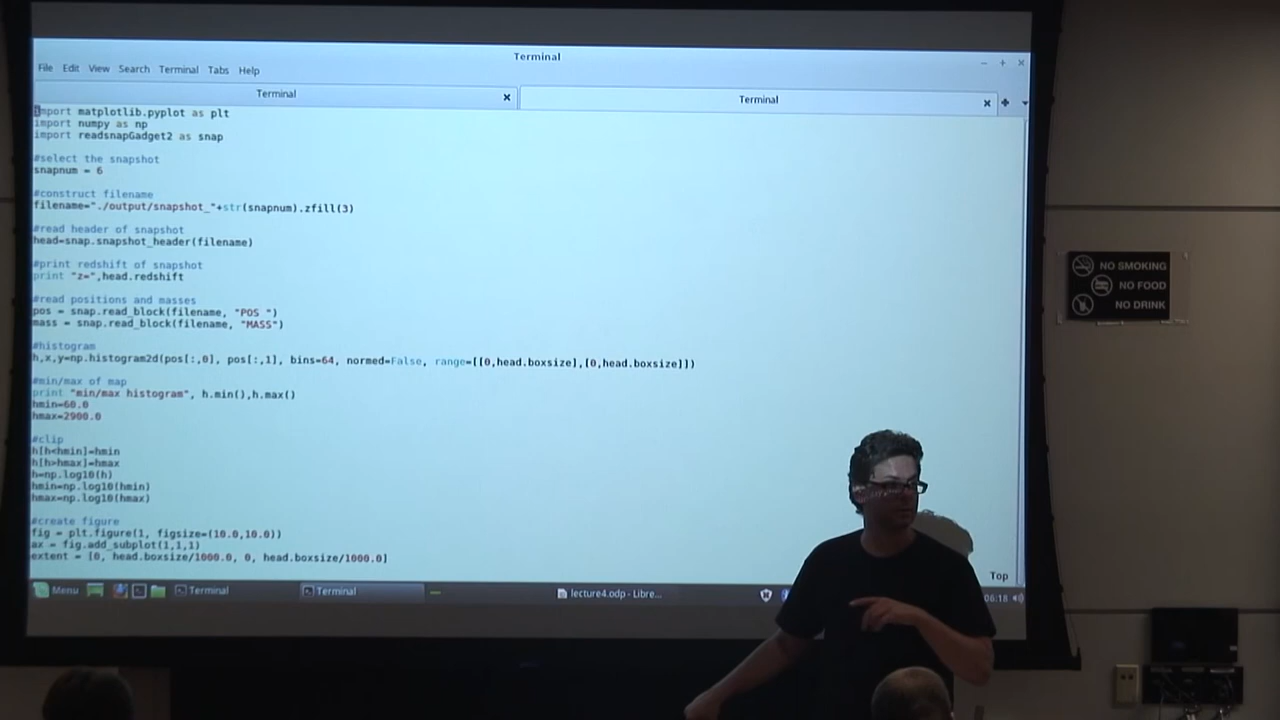 Terminal
File Edit View Search Terminal Tabs Help
Terminal
Terminal
import matplotlib.pyplot as plt
import numpy as np
import readsnapGadget2 as snap
#select the snapshot
snapnum = 6
#construct filename
filename="./output/snapshot_"+str(snapnum).zfill(3)
#read header of snapshot
head=snap.snapshot_header(filename)
#print redshift of snapshot
print "z=",head.redshift
#read positions and masses
pos = snap.read_block(filename, "POS ")
mass = snap.read_block(filename, "MASS")
#histogram
h,x,y=np.histogram2d(pos[:,0], pos[:,1], bins=64, normed=False, range=[[0,head.boxsize],[0,head.boxsize]])
#min/max of map
print "min/max histogram", h.min(),h.max()
hmin=60.0
hmax=2900.0
#clip
h[h<hmin]=hmin
h[h>hmax]=hmax
h=np.log10(h)
hmin=np.log10(hmin)
hmax=np.log10(hmax)
#create figure
fig = plt.figure(1, figsize=(10.0,10.0))
ax = fig.add_subplot(1,1,1)
extent = [0, head.boxsize/1000.0, 0, head.boxsize/1000.0]
Top
Menu Terminal Terminal lecture4.odp - Libre... 06:18
NO SMOKING
NO FOOD
NO DRINK